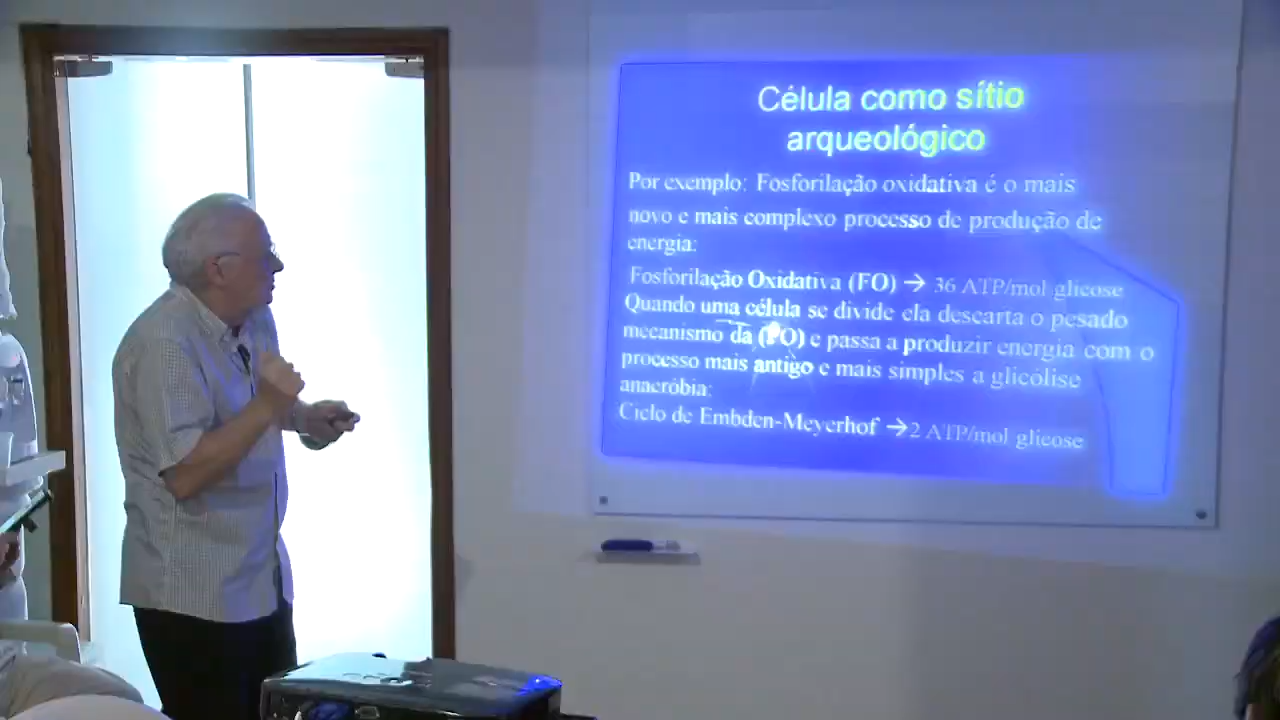 Célula como sítio
arqueológico
Por exemplo: Fosforilação oxidativa é o mais
novo e mais complexo processo de produção de
energia:
Fosforilação Oxidativa (FO) → 36 ATP/mol glicose
Quando uma célula se divide ela descarta o pesado
mecanismo da (FO) e passa a produzir energia com o
processo mais antigo e mais simples a glicólise
anaeróbia:
Ciclo de Embden-Meyerhof →2 ATP/mol glicose